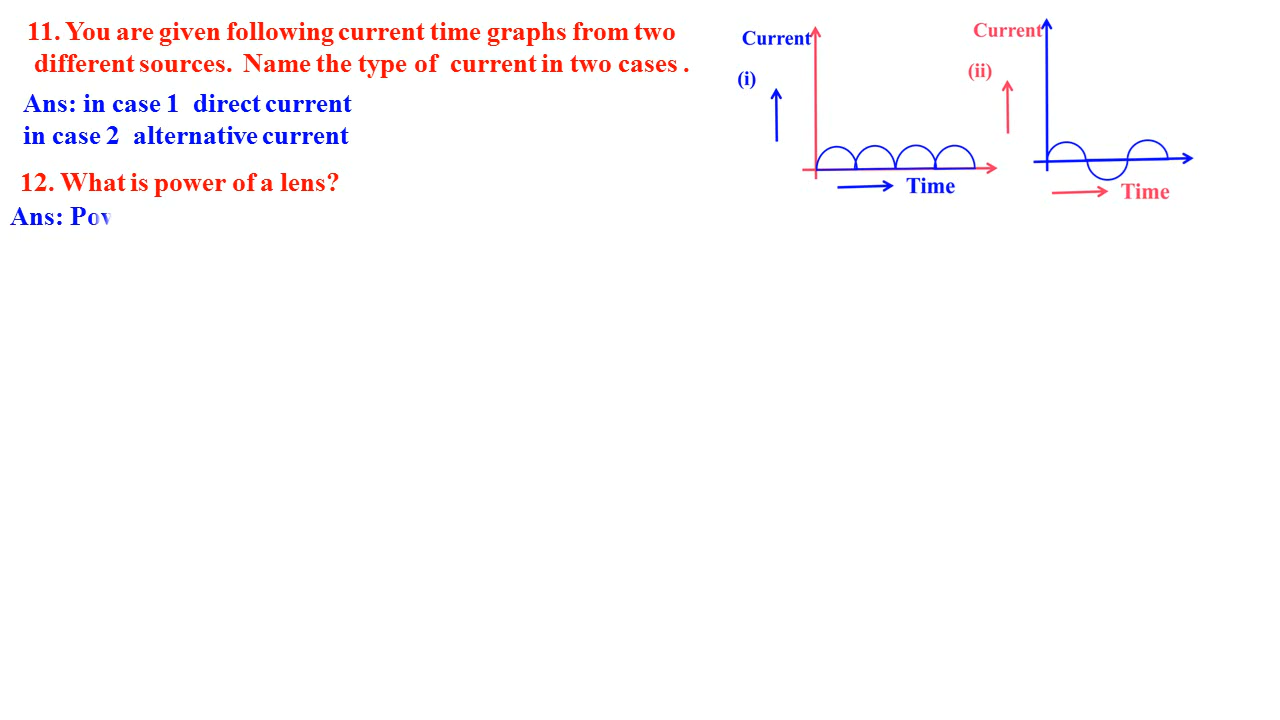 11. You are given following current time graphs from two
different sources. Name the type of current in two cases .
Ans: in case 1 direct current
in case 2 alternative current
12. What is power of a lens?
Ans:
Current
(i)
Time
Current
(ii)
Time